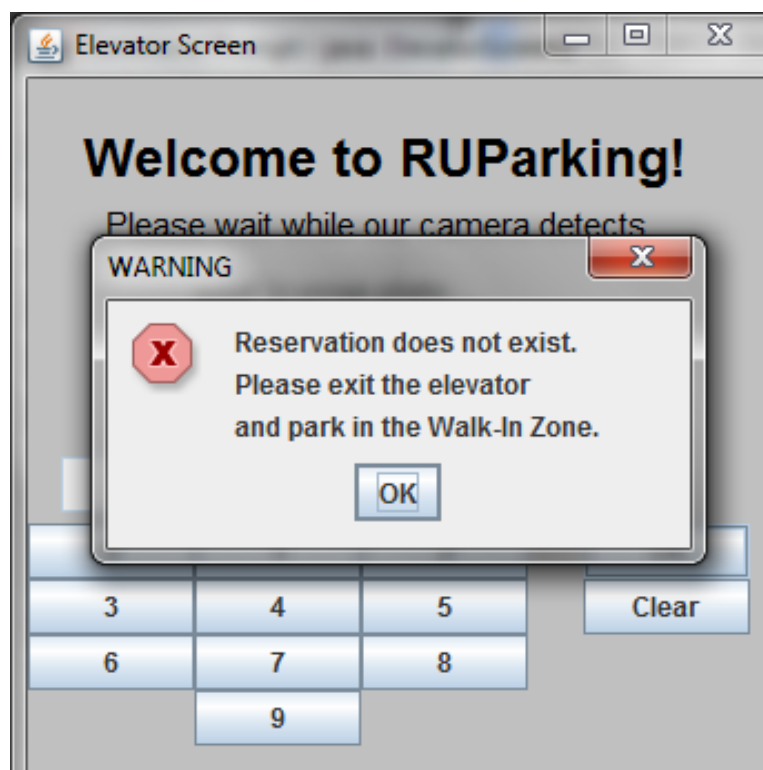 Elevator Screen
Welcome to RUParking!
Please wait while our camera detects
WARNING
Reservation does not exist.
Please exit the elevator
and park in the Walk-In Zone.
OK
3 4 5 Clear
6 7 8
9